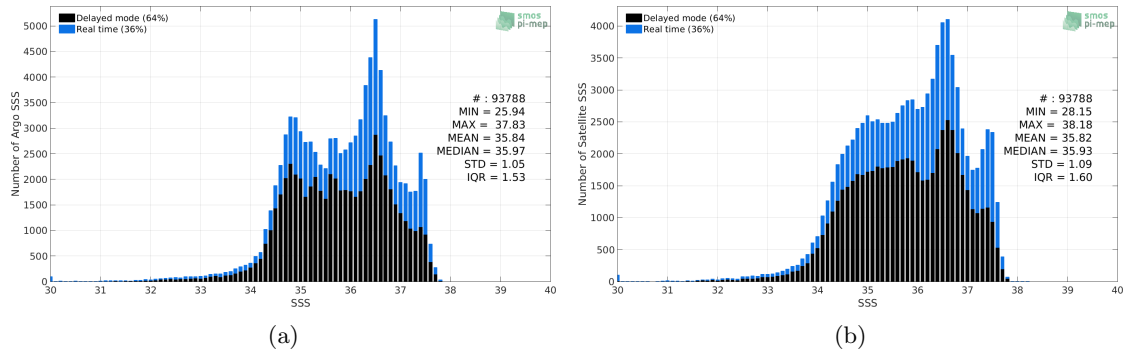 Delayed mode (64%)
Real time (36%)
smos
pi-mep
Number of Argo SSS
5000
4500
4000
3500
3000
2500
2000
1500
1000
500
0
# : 93788
MIN = 25.94
MAX = 37.83
MEAN = 35.84
MEDIAN = 35.97
STD = 1.05
IQR = 1.53
30 31 32 33 34 35 36 37 38 39 40
SSS
(a)
Delayed mode (64%)
Real time (36%)
smos
pi-mep
Number of Satellite SSS
4000
3500
3000
2500
2000
1500
1000
500
0
# : 93788
MIN = 28.15
MAX = 38.18
MEAN = 35.82
MEDIAN = 35.93
STD = 1.09
IQR = 1.60
30 31 32 33 34 35 36 37 38 39 40
SSS
(b)